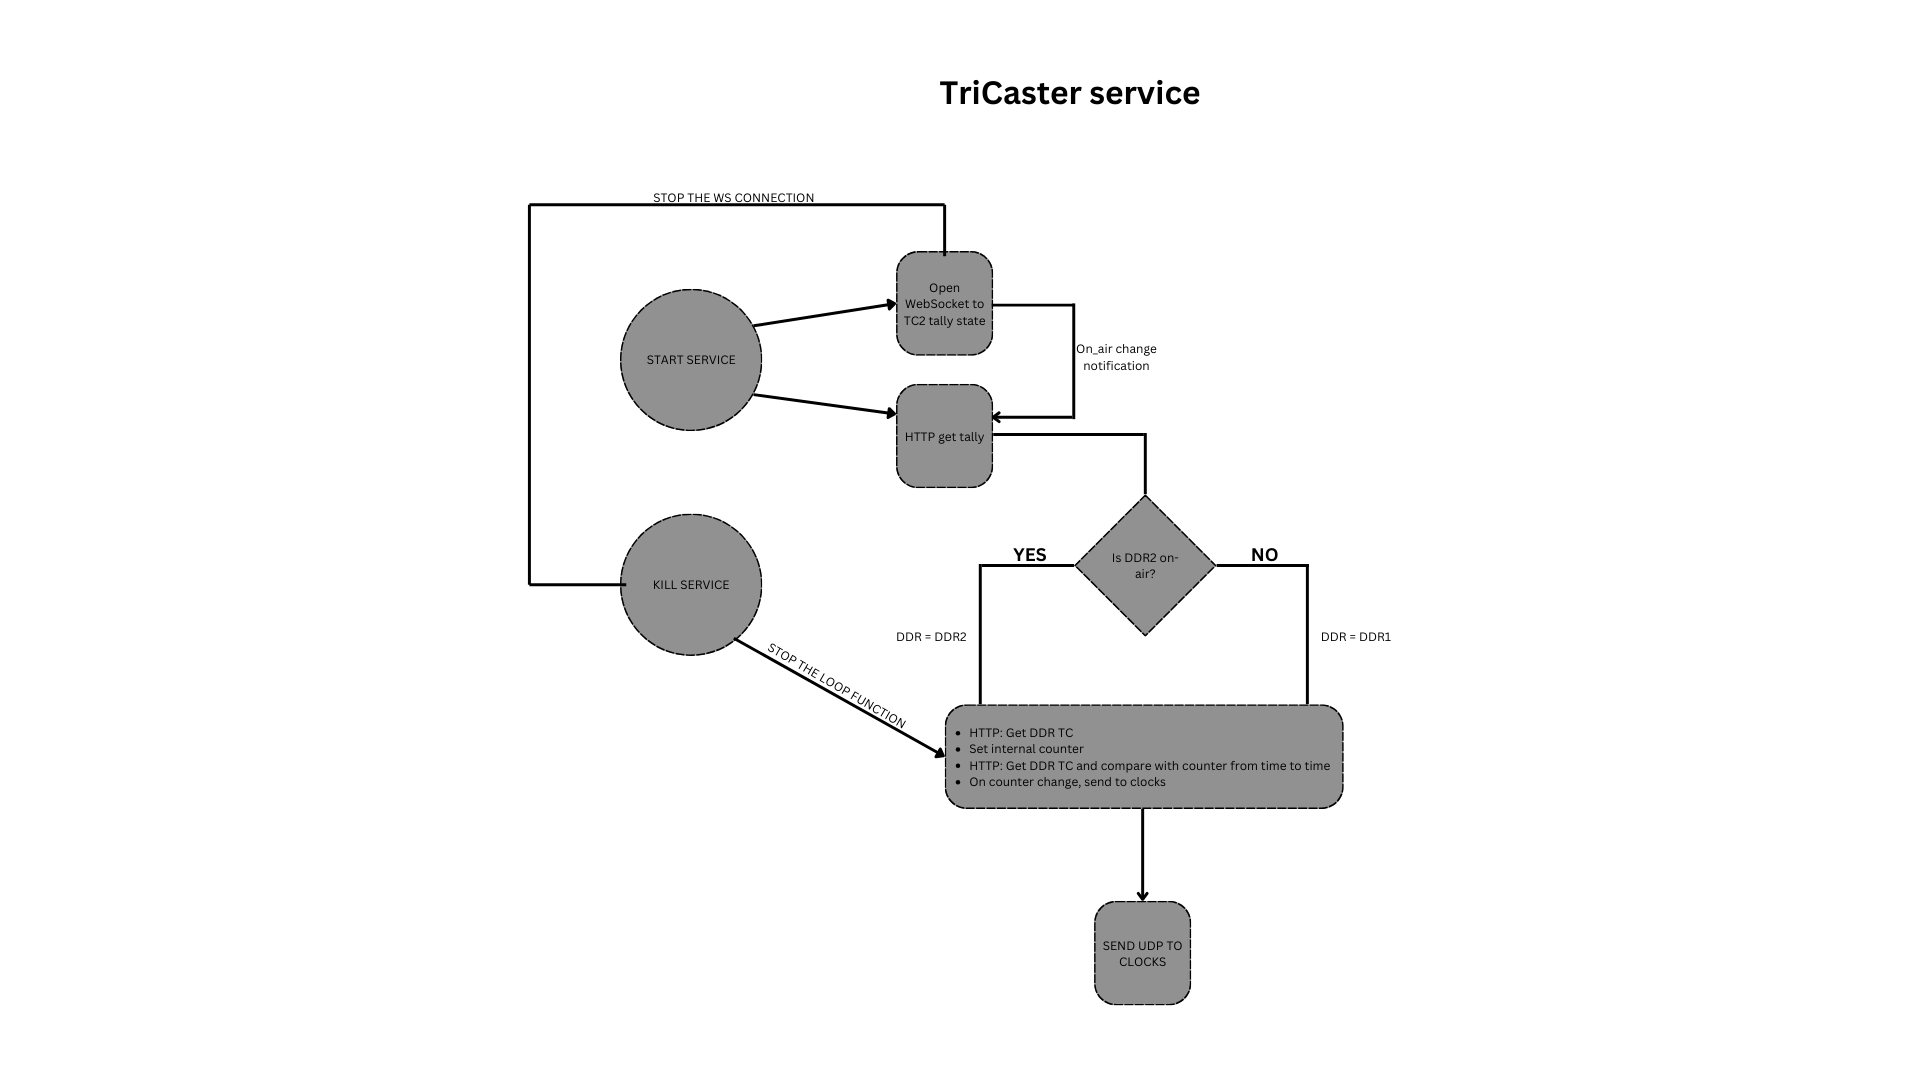 TriCaster service
STOP THE WS CONNECTION
Open
WebSocket to
TC2 tally state
START SERVICE
On_air change
notification
HTTP get tally
KILL SERVICE
YES
Is DDR2 on-
air?
NO
DDR = DDR2
DDR = DDR1
STOP THE LOOP FUNCTION
• HTTP: Get DDR TC
• Set internal counter
• HTTP: Get DDR TC and compare with counter from time to time
• On counter change, send to clocks
SEND UDP TO
CLOCKS